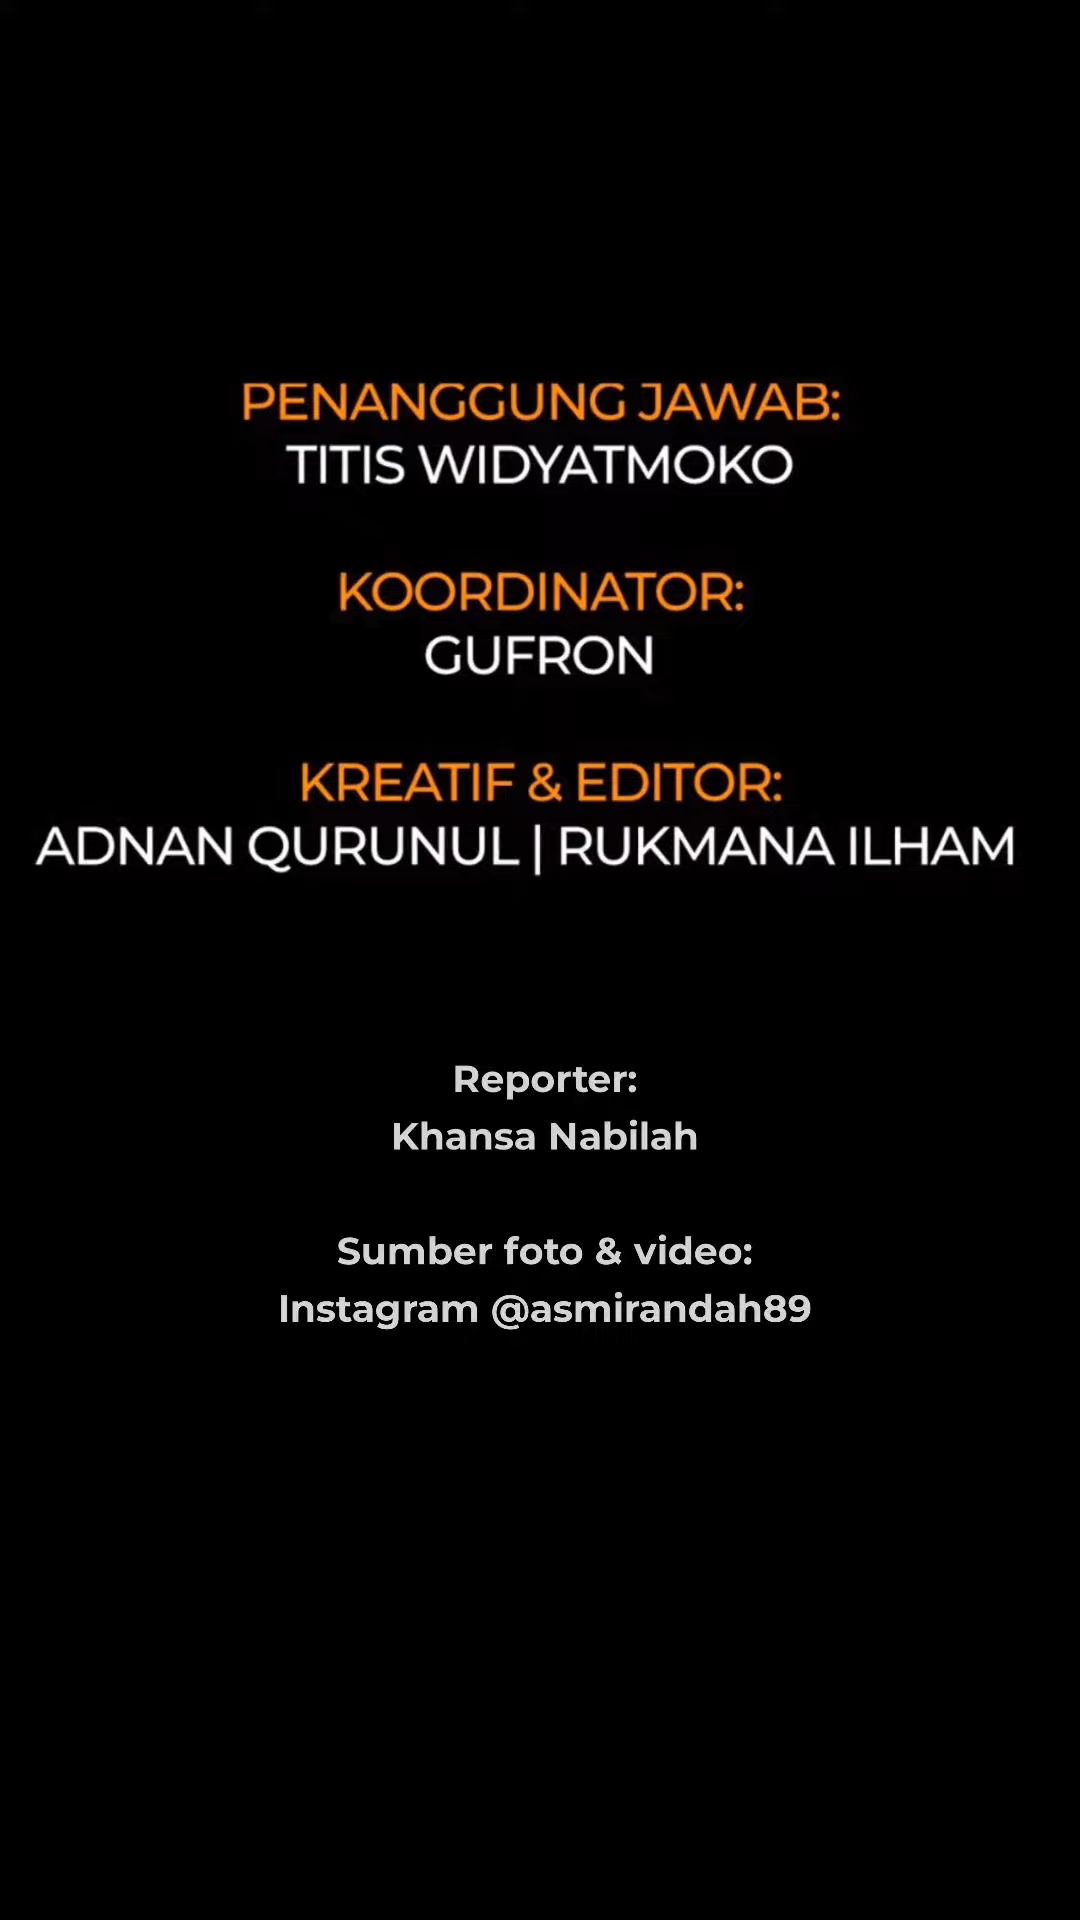 PENANGGUNG JAWAB:
TITIS WIDYATMOKO
KOORDINATOR:
GUFRON
KREATIF & EDITOR:
ADNAN QURUNUL | RUKMANA ILHAM
Reporter:
Khansa Nabilah
Sumber foto & video:
Instagram @asmirandah89